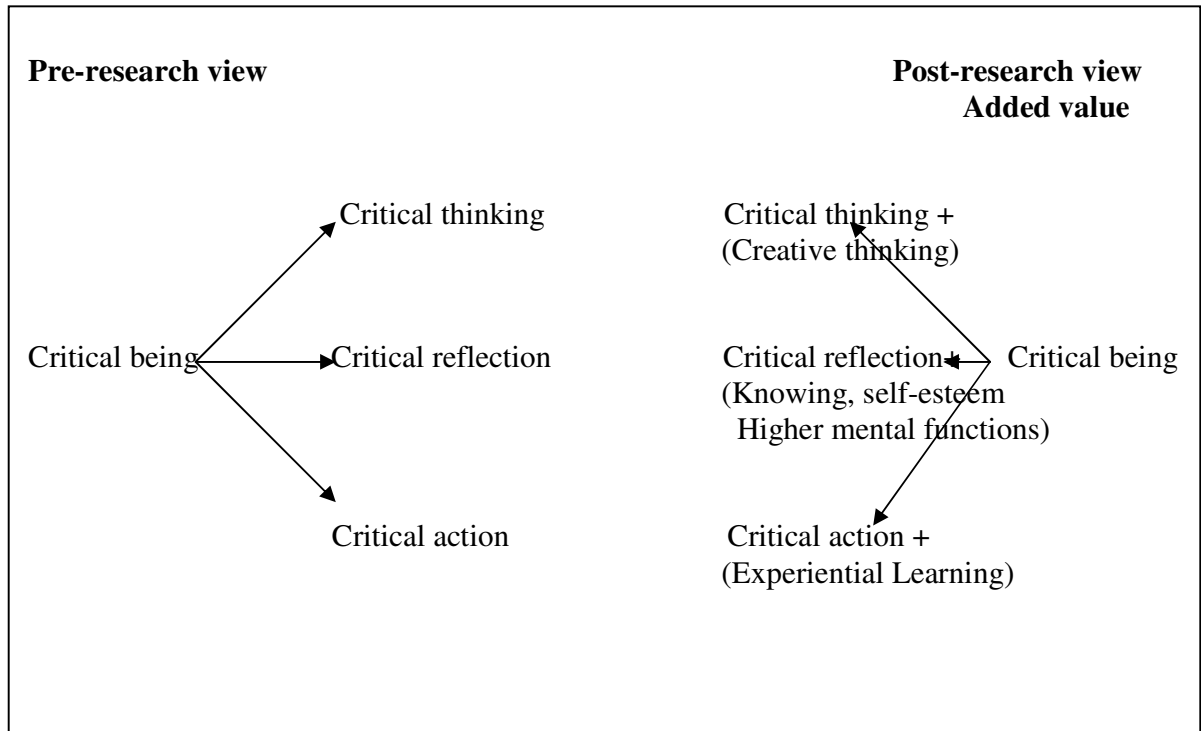 Pre-research view
Post-research view
Added value
Critical thinking
Critical being
Critical reflection
Critical action
Critical thinking +
(Creative thinking)
Critical reflection+
(Knowing, self-esteem
Higher mental functions)
Critical being
Critical action +
(Experiential Learning)